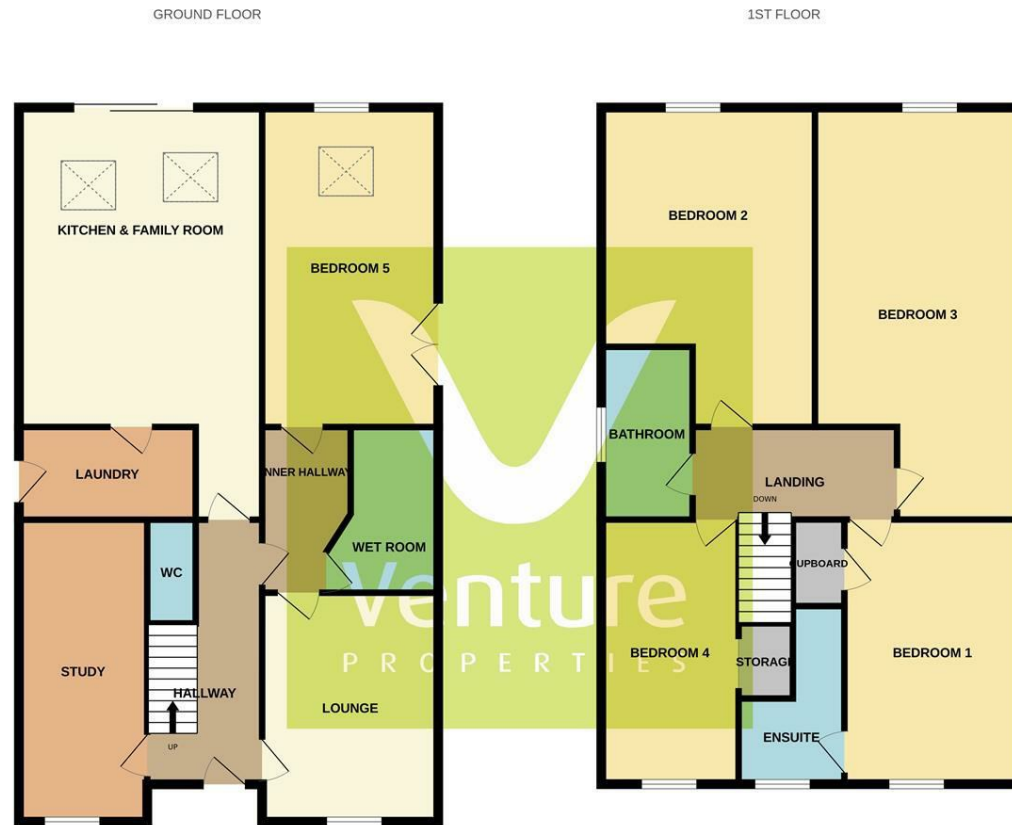 GROUND FLOOR
1ST FLOOR
KITCHEN & FAMILY ROOM
BEDROOM 5
LAUNDRY
INNER HALLWAY
WET ROOM
WC
STUDY
HALLWAY
UP
LOUNGE
BEDROOM 2
BEDROOM 3
BATHROOM
LANDING
DOWN
CUPBOARD
BEDROOM 4
STORAGE
BEDROOM 1
ENSUITE
Venture
PROPERTIES